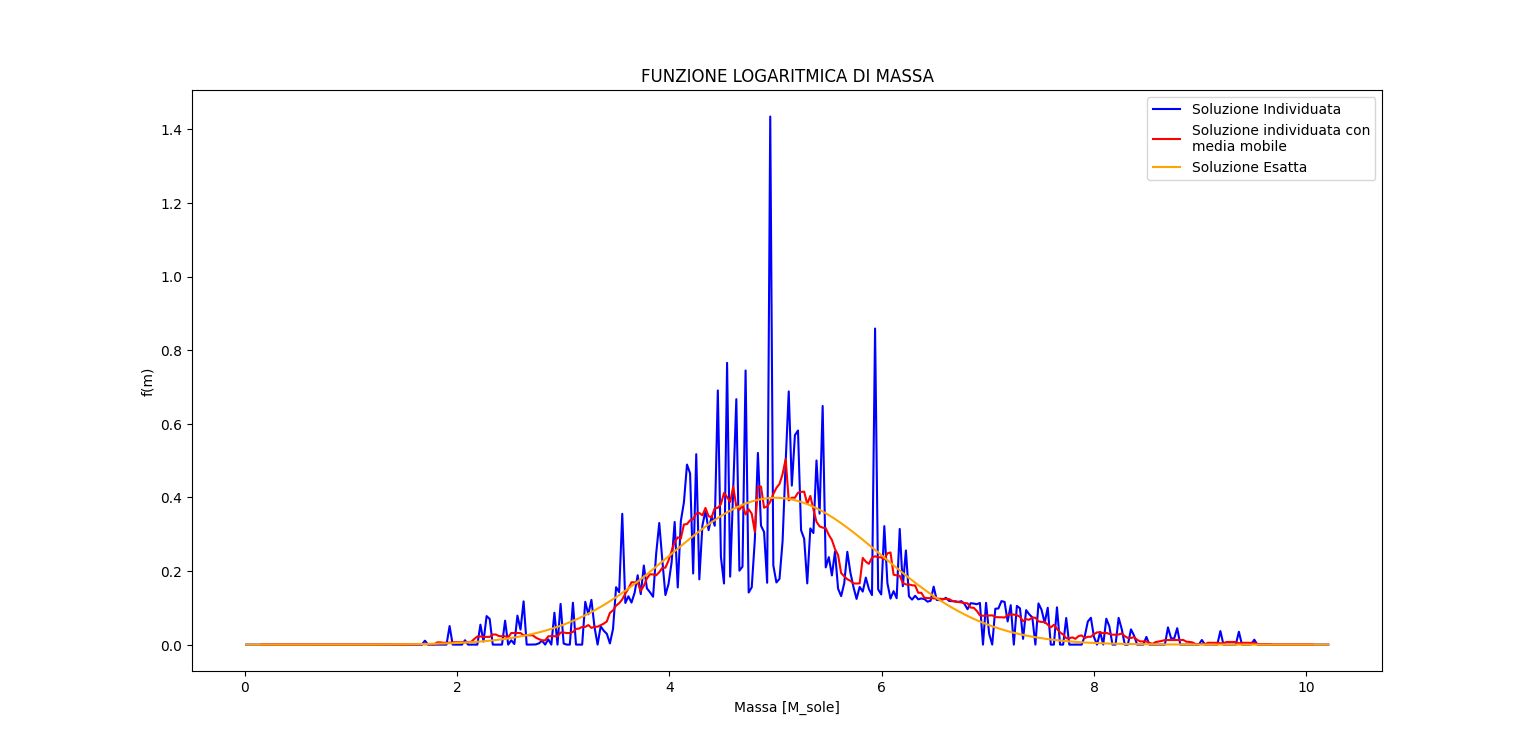 FUNZIONE LOGARITMICA DI MASSA
Soluzione Individuata
Soluzione individuata con
media mobile
Soluzione Esatta
1.4
1.2
1.0
0.8
0.6
0.4
0.2
0.0
f(m)
0 2 4 6 8 10
Massa [M_sole]